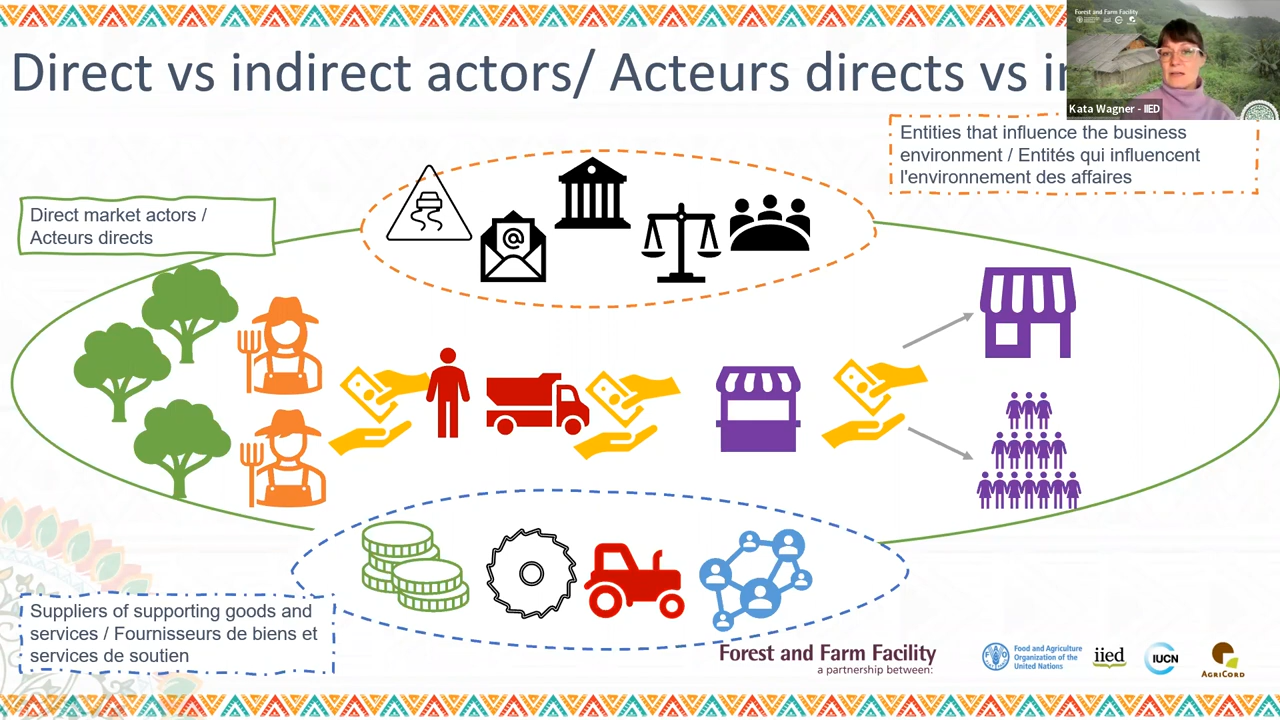 Direct vs indirect actors/ Acteurs directs vs
Forest and Farm Facility
Kata Wagner - IIED
Entities that influence the business
environment / Entités qui influencent
l'environnement des affaires
Direct market actors /
Acteurs directs
@
Suppliers of supporting goods and
services / Fournisseurs de biens et
services de soutien
Forest and Farm Facility
a partnership between:
Food and Agriculture
Organization of the
United Nations
iied
IUCN
AGRICORD